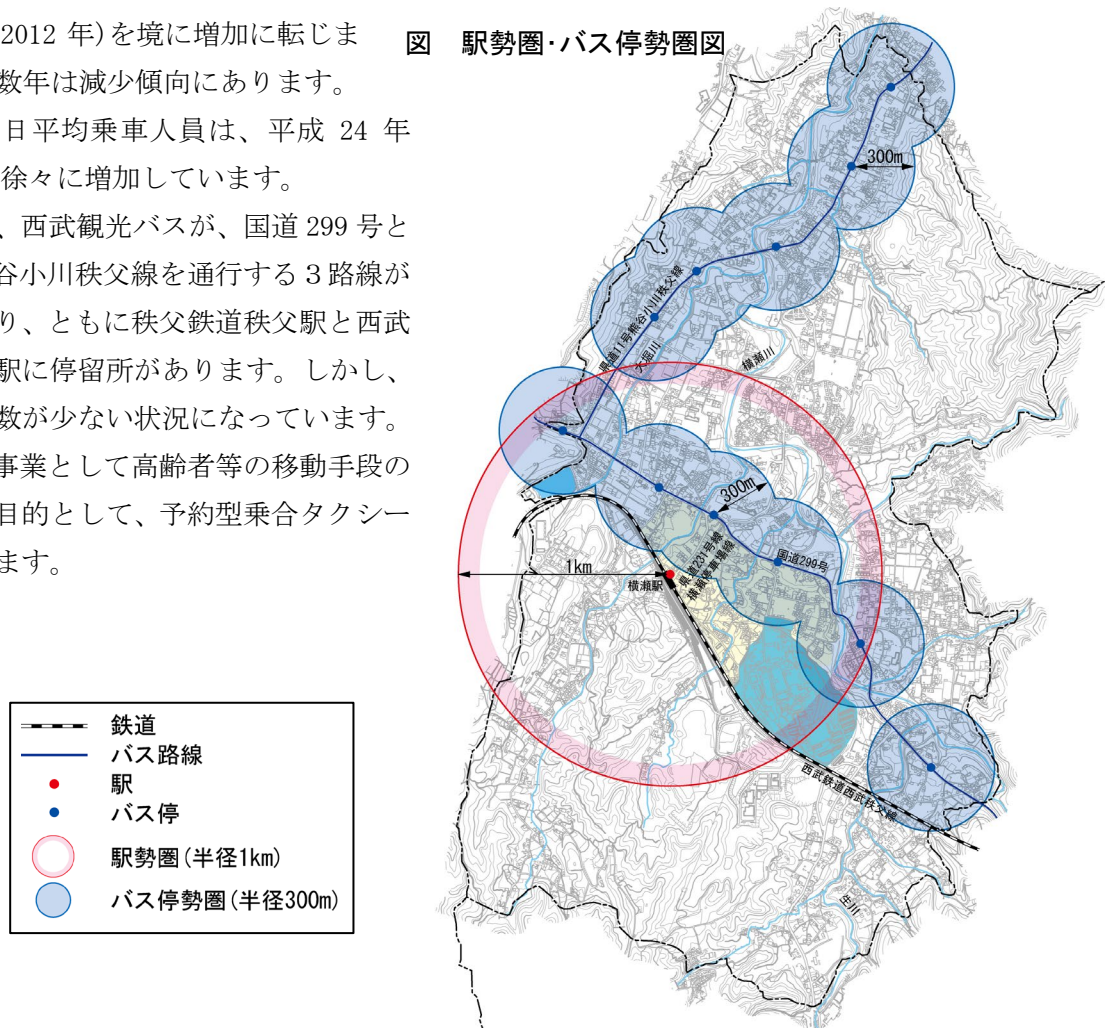 2012 年)を境に増加に転じま
数年は減少傾向にあります。
日平均乗車人員は、平成 24 年
徐々に増加しています。
、西武観光バスが、国道 299 号と
谷小川秩父線を通行する３路線が
り、ともに秩父鉄道秩父駅と西武
駅に停留所があります。しかし、
数が少ない状況になっています。
事業として高齢者等の移動手段の
目的として、予約型乗合タクシー
ます。
図　駅勢圏・バス停勢圏図
300m
県道11号熊谷小川秩父線
大堀川
横瀬川
300m
国道299号
県道231号線
横瀬停車場線
1km
横瀬駅
西武鉄道西武秩父線
生川
鉄道
バス路線
駅
バス停
駅勢圏(半径1km)
バス停勢圏(半径300m)